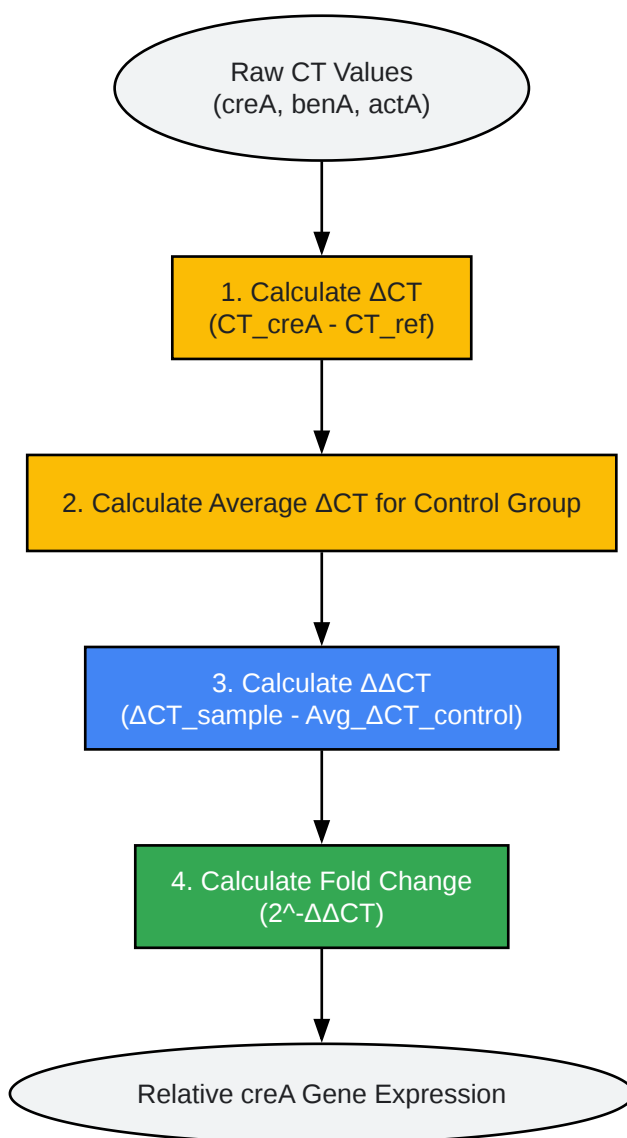 Raw CT Values
(creA, benA, actA)
1. Calculate ΔCT
(CT_creA - CT_ref)
2. Calculate Average ΔCT for Control Group
3. Calculate ΔΔCT
(ΔCT_sample - Avg_ΔCT_control)
4. Calculate Fold Change
(2^-ΔΔCT)
Relative creA Gene Expression